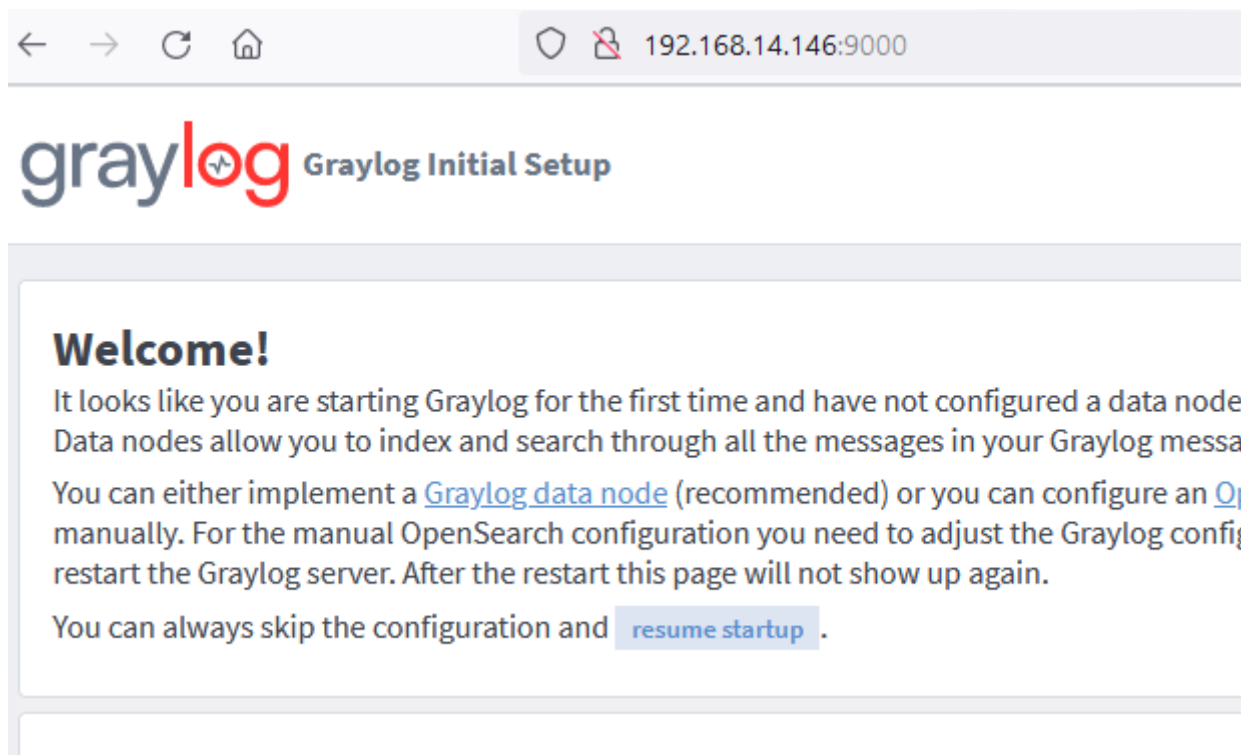 192.168.14.146:9000
graylog Graylog Initial Setup
Welcome!
It looks like you are starting Graylog for the first time and have not configured a data node
Data nodes allow you to index and search through all the messages in your Graylog messa
You can either implement a Graylog data node (recommended) or you can configure an Op
manually. For the manual OpenSearch configuration you need to adjust the Graylog config
restart the Graylog server. After the restart this page will not show up again.
You can always skip the configuration and resume startup .